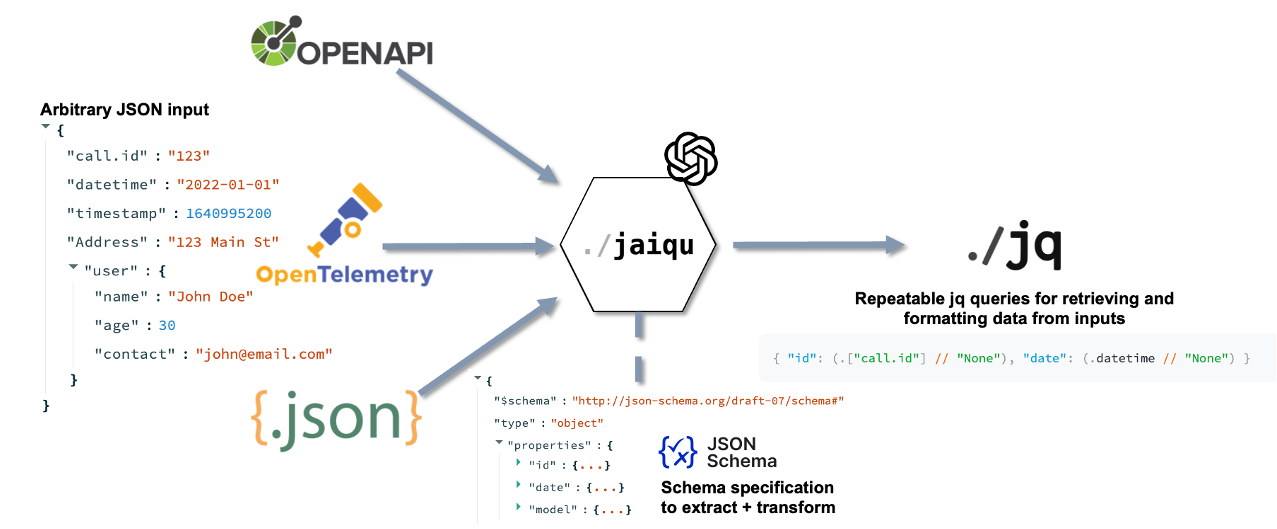 OPENAPI
Arbitrary JSON input
{
"call.id" : "123"
"datetime" : "2022-01-01"
"timestamp" : 1640995200
"Address" : "123 Main St"
"user" : {
"name" : "John Doe"
"age" : 30
"contact" : "john@email.com"
}
}
OpenTelemetry
{.json}
./jaiqu
./jq
Repeatable jq queries for retrieving and
formatting data from inputs
{ "id": (.["call.id"] // "None"), "date": (.datetime // "None") }
{
"$schema" : "http://json-schema.org/draft-07/schema#"
"type" : "object"
"properties" : {
"id" : {...}
"date" : {...}
"model" : {...}
JSON
Schema
Schema specification
to extract + transform